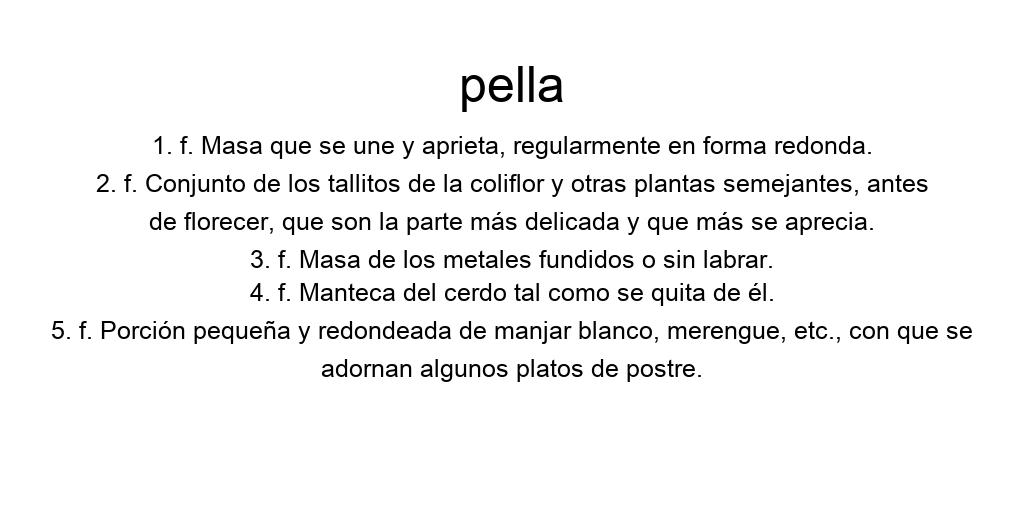 pella
1. f. Masa que se une y aprieta, regularmente en forma redonda.
2. f. Conjunto de los tallitos de la coliflor y otras plantas semejantes, antes
de florecer, que son la parte más delicada y que más se aprecia.
3. f. Masa de los metales fundidos o sin labrar.
4. f. Manteca del cerdo tal como se quita de él.
5. f. Porción pequeña y redondeada de manjar blanco, merengue, etc., con que se
adornan algunos platos de postre.